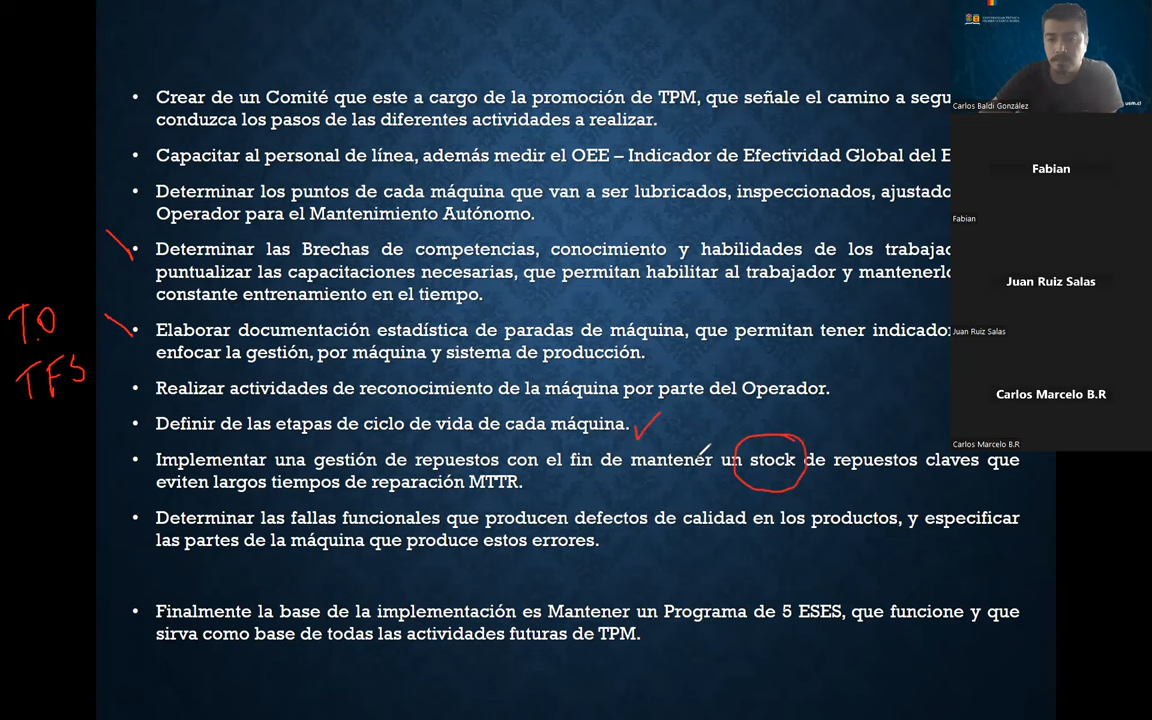 • Crear de un Comité que este a cargo de la promoción de TPM, que señale el camino a segu
conduzca los pasos de las diferentes actividades a realizar.
• Capacitar al personal de línea, además medir el OEE – Indicador de Efectividad Global del E
• Determinar los puntos de cada máquina que van a ser lubricados, inspeccionados, ajustado
Operador para el Mantenimiento Autónomo.
• Determinar las Brechas de competencias, conocimiento y habilidades de los trabajad
puntualizar las capacitaciones necesarias, que permitan habilitar al trabajador y mantenerlo
constante entrenamiento en el tiempo.
• Elaborar documentación estadística de paradas de máquina, que permitan tener indicador
enfocar la gestión, por máquina y sistema de producción.
• Realizar actividades de reconocimiento de la máquina por parte del Operador.
• Definir de las etapas de ciclo de vida de cada máquina.
• Implementar una gestión de repuestos con el fin de mantener un stock de repuestos claves que
eviten largos tiempos de reparación MTTR.
• Determinar las fallas funcionales que producen defectos de calidad en los productos, y especificar
las partes de la máquina que produce estos errores.
• Finalmente la base de la implementación es Mantener un Programa de 5 ESES, que funcione y que
sirva como base de todas las actividades futuras de TPM.
T.O
TFS
usm.cl
Carlos Baldi González
Fabian
Fabian
Juan Ruiz Salas
Juan Ruiz Salas
Carlos Marcelo B.R
Carlos Marcelo B.R